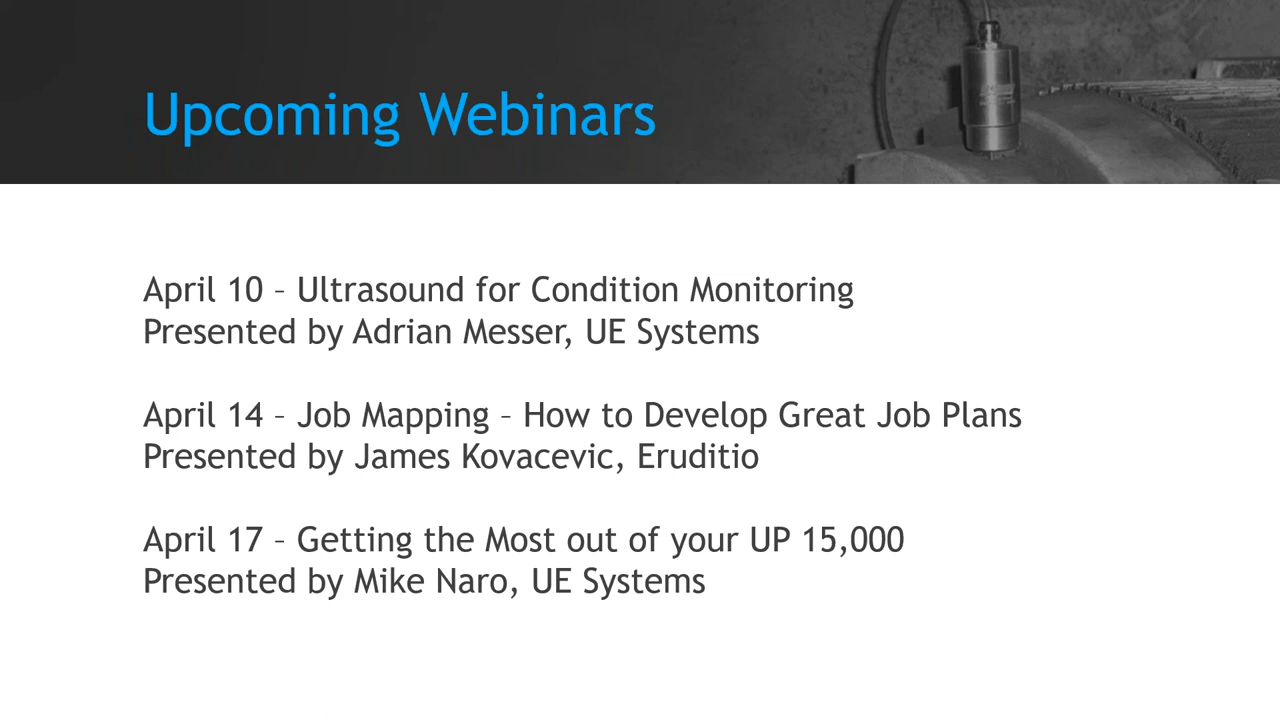 Upcoming Webinars
April 10 – Ultrasound for Condition Monitoring
Presented by Adrian Messer, UE Systems
April 14 – Job Mapping – How to Develop Great Job Plans
Presented by James Kovacevic, Eruditio
April 17 – Getting the Most out of your UP 15,000
Presented by Mike Naro, UE Systems